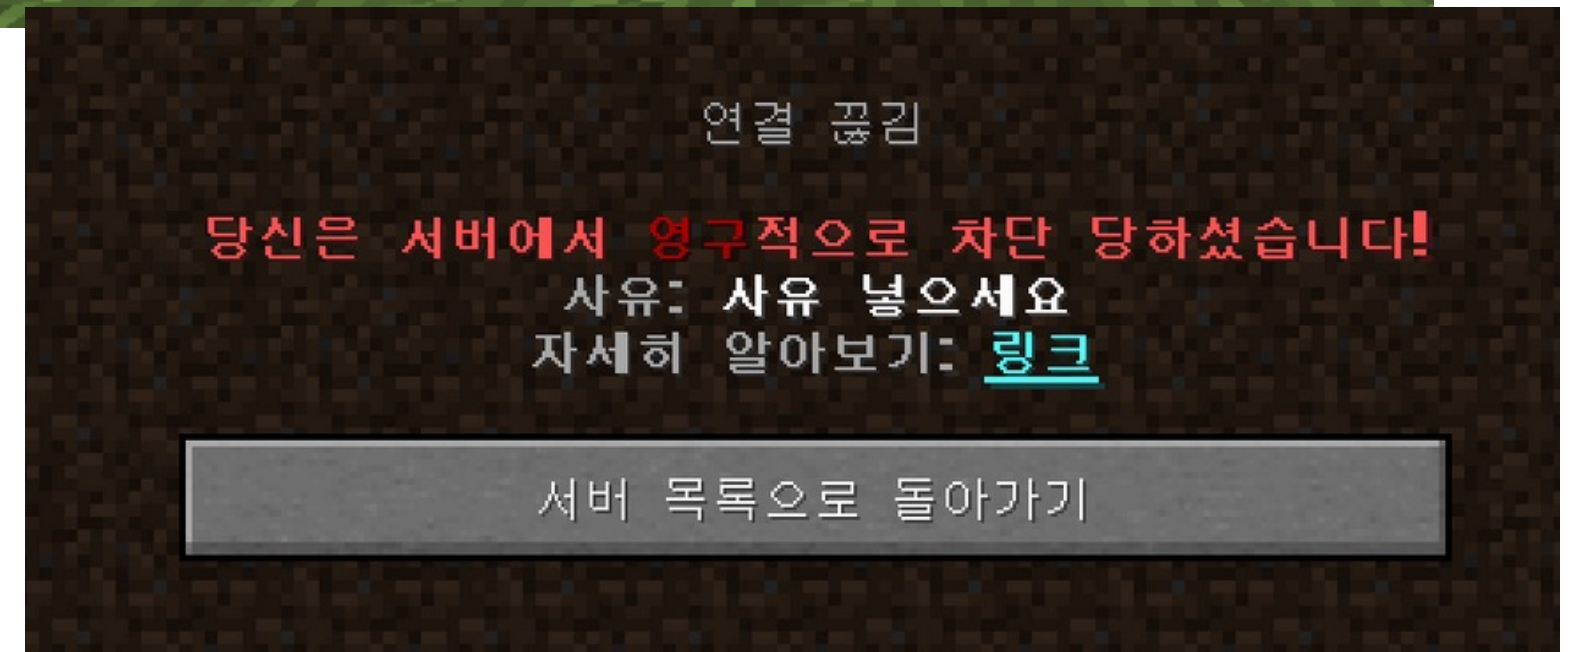 연결 끊김
당신은 서버에서 영구적으로 차단 당하셨습니다!
사유: 사유 넣으세요
자세히 알아보기: 링크
서버 목록으로 돌아가기